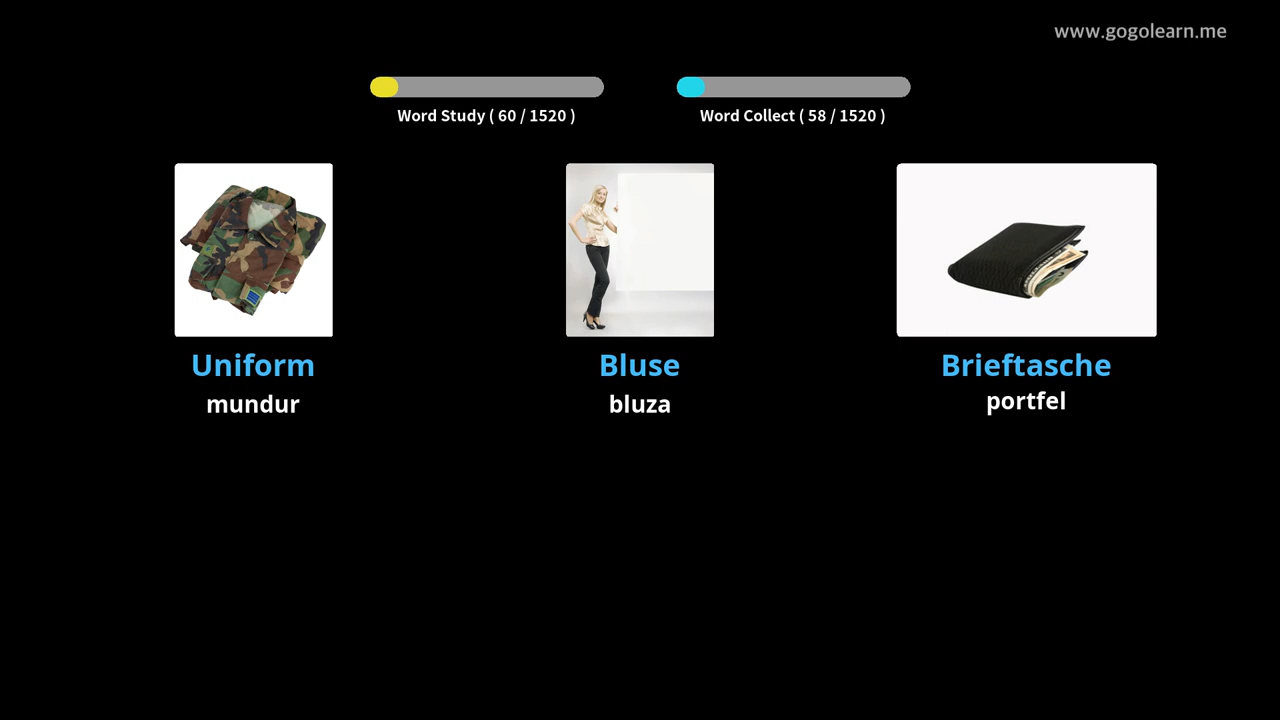 www.gogolearn.me
Word Study ( 60 / 1520 )
Word Collect ( 58 / 1520 )
Uniform
mundur
Bluse
bluza
Brieftasche
portfel